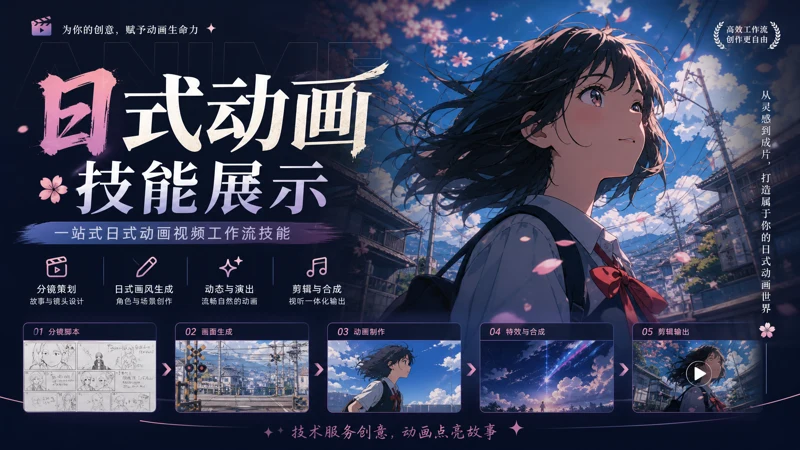 为你的创意，赋予动画生命力
高效工作流
创作更自由
ANIME
日式动画
技能展示
一站式日式动画视频工作流技能
从灵感到成片，打造属于你的日式动画世界
分镜策划
故事与镜头设计
日式画风生成
角色与场景创作
动态与演出
流畅自然的动画
剪辑与合成
视听一体化输出
01 分镜脚本
02 画面生成
03 动画制作
04 特效与合成
05 剪辑输出
技术服务创意，动画点亮故事